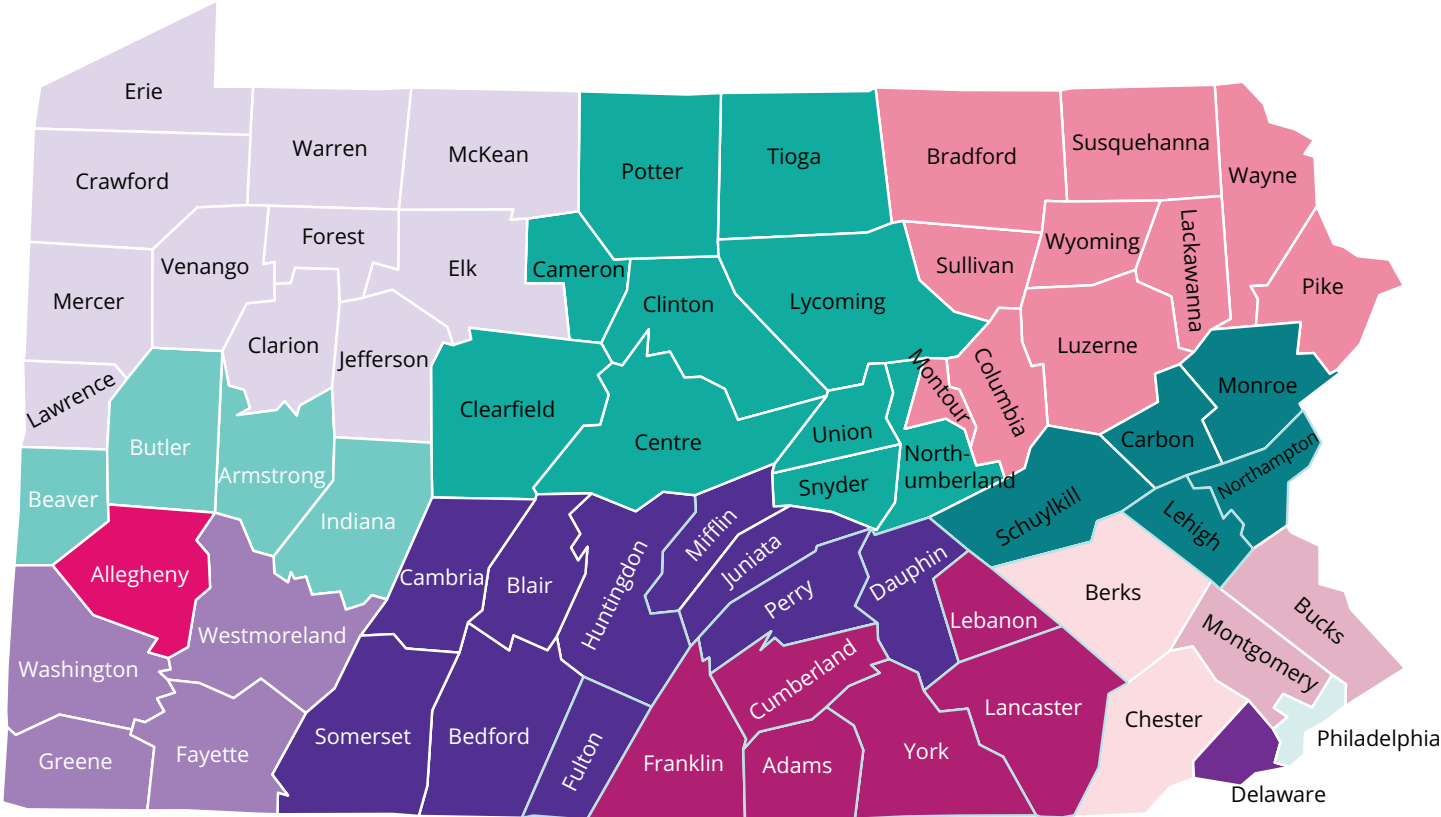 Erie
Warren
McKean
Potter
Tioga
Bradford
Susquehanna
Wayne
Crawford
Forest
Venango
Elk
Cameron
Clinton
Lycoming
Sullivan
Wyoming
Lackawanna
Pike
Mercer
Clarion
Jefferson
Luzerne
Lawrence
Butler
Armstrong
Clearfield
Centre
Union
Montour
Columbia
Monroe
Carbon
Northampton
Beaver
Indiana
Snyder
North-
umberland
Schuylkill
Lehigh
Allegheny
Cambria
Blair
Huntingdon
Mifflin
Juniata
Perry
Dauphin
Lebanon
Berks
Bucks
Montgomery
Washington
Westmoreland
Somerset
Bedford
Fulton
Franklin
Cumberland
Adams
York
Lancaster
Chester
Philadelphia
Greene
Fayette
Delaware